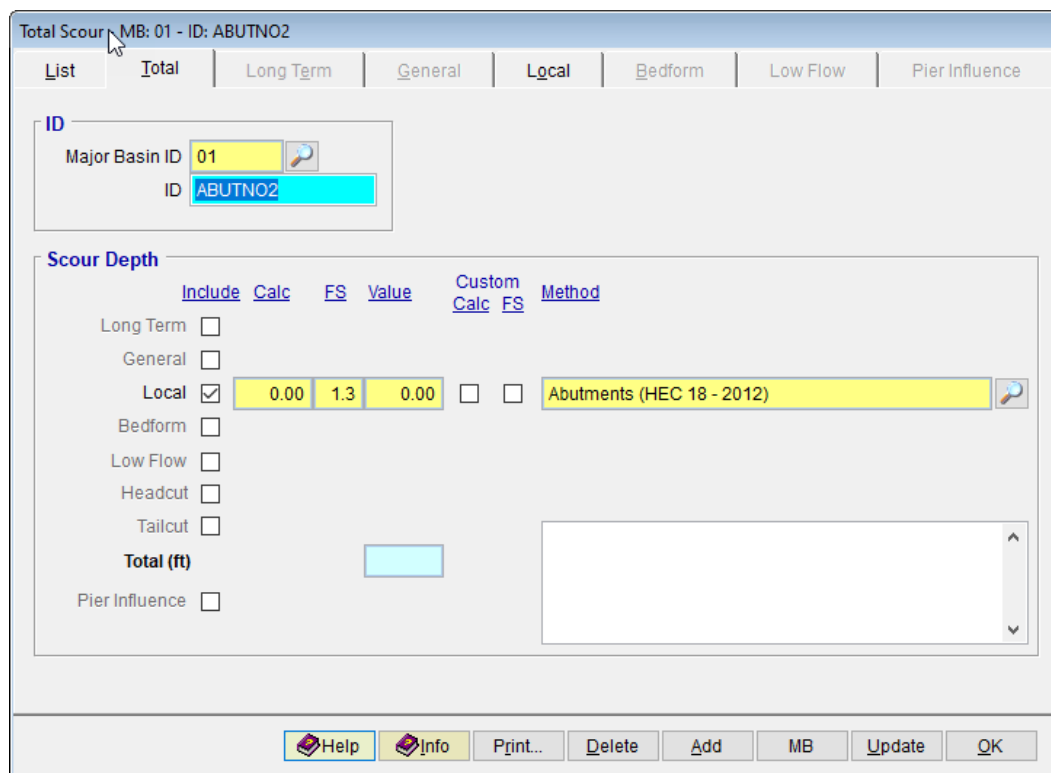 Total Scour - MB: 01 - ID: ABUTNO2
List Total Long Term General Local Bedform Low Flow Pier Influence
ID
Major Basin ID 01
ID ABUTNO2
Scour Depth
Include Calc FS Value Custom Calc FS Method
Long Term
General
Local 0.00 1.3 0.00 Abutments (HEC 18 - 2012)
Bedform
Low Flow
Headcut
Tailcut
Total (ft)
Pier Influence
Help Info Print... Delete Add MB Update OK